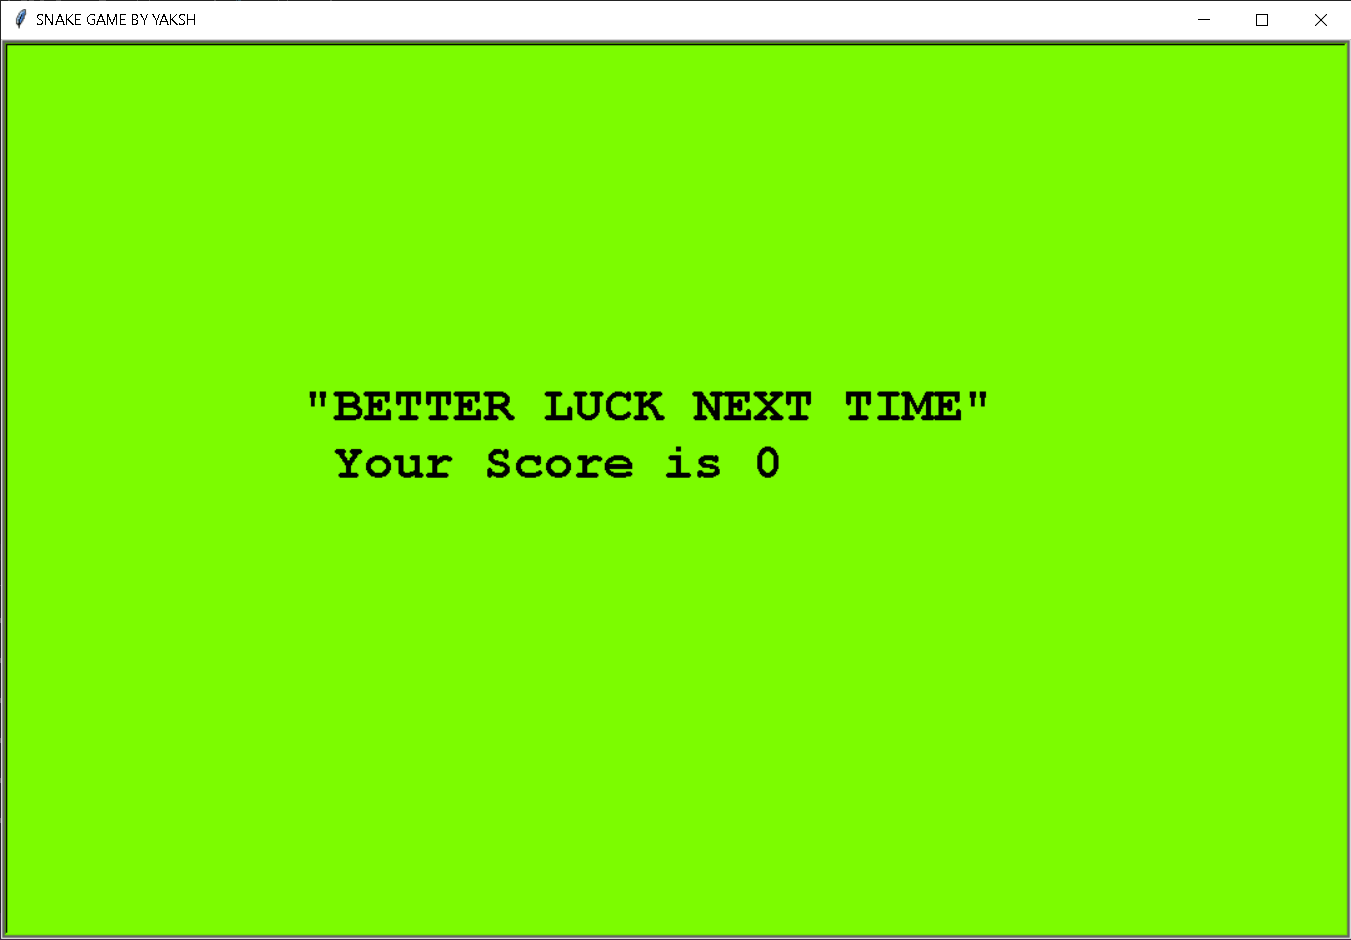 SNAKE GAME BY YAKSH
"BETTER LUCK NEXT TIME"
Your Score is 0